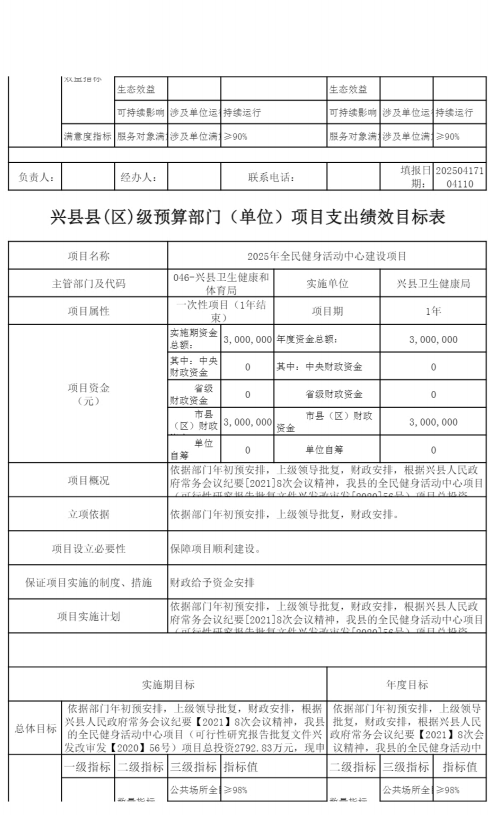 效益指标
生态效益 生态效益
可持续影响 涉及单位运 持续运行 可持续影响 涉及单位运 持续运行
满意度指标 服务对象满 涉及单位满 ≥90% 服务对象满 涉及单位满 ≥90%
负责人: 经办人: 联系电话: 填报日期: 20250417104110
兴县县(区)级预算部门（单位）项目支出绩效目标表
项目名称 2025年全民健身活动中心建设项目
主管部门及代码 046-兴县卫生健康和体育局 实施单位 兴县卫生健康局
项目属性 一次性项目（1年结束） 项目期 1年
项目资金（元）
实施期资金总额: 3,000,000 年度资金总额: 3,000,000
其中: 中央财政资金 0 其中: 中央财政资金 0
省级财政资金 0 省级财政资金 0
市县（区）财政 3,000,000 市县（区）财政资金 3,000,000
单位自筹 0 单位自筹 0
项目概况
依据部门年初预安排，上级领导批复，财政安排，根据兴县人民政
府常务会议纪要[2021]8次会议精神，我县的全民健身活动中心项目
（可行性研究报告批复文件兴发改审发[2020]56号）项目总投资
立项依据 依据部门年初预安排，上级领导批复，财政安排。
项目设立必要性 保障项目顺利建设。
保证项目实施的制度、措施 财政给予资金安排
项目实施计划
依据部门年初预安排，上级领导批复，财政安排，根据兴县人民政
府常务会议纪要[2021]8次会议精神，我县的全民健身活动中心项目
（可行性研究报告批复文件兴发改审发[2020]56号）项目总投资
实施期目标 年度目标
总体目标
依据部门年初预安排，上级领导批复，财政安排，根据
兴县人民政府常务会议纪要【2021】8次会议精神，我县
的全民健身活动中心项目（可行性研究报告批复文件兴
发改审发【2020】56号）项目总投资2792.83万元，现申
依据部门年初预安排，上级领导
批复，财政安排，根据兴县人民
政府常务会议纪要【2021】8次会
议精神，我县的全民健身活动中
一级指标 二级指标 三级指标 指标值 二级指标 三级指标 指标值
数量指标 公共场所全 ≥98% 数量指标 公共场所全 ≥98%